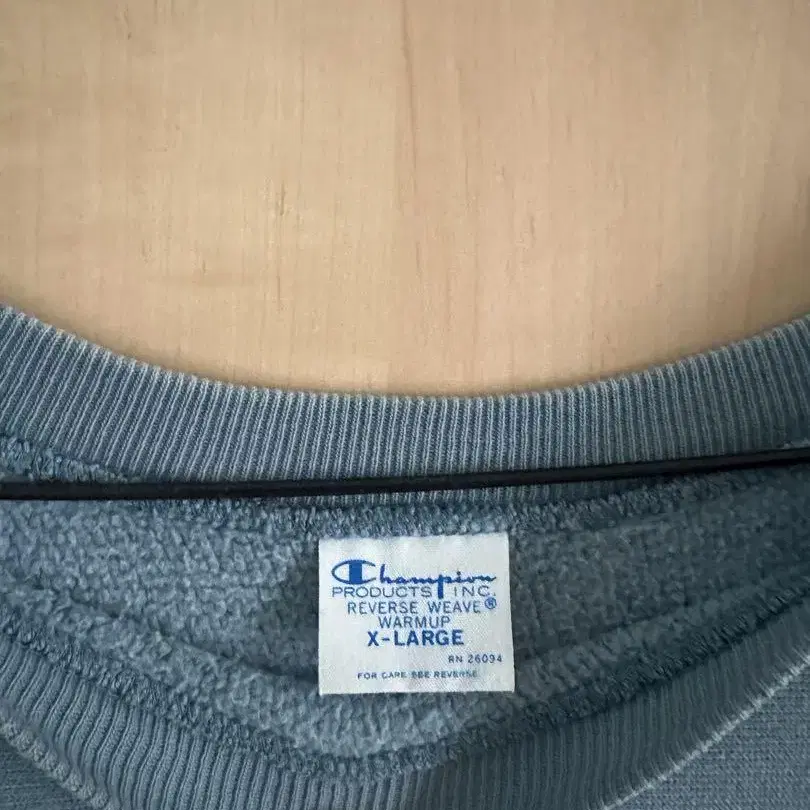 Champion
PRODUCTS INC.
REVERSE WEAVE®
WARMUP
X-LARGE
RN 26094
FOR CARE SEE REVERSE